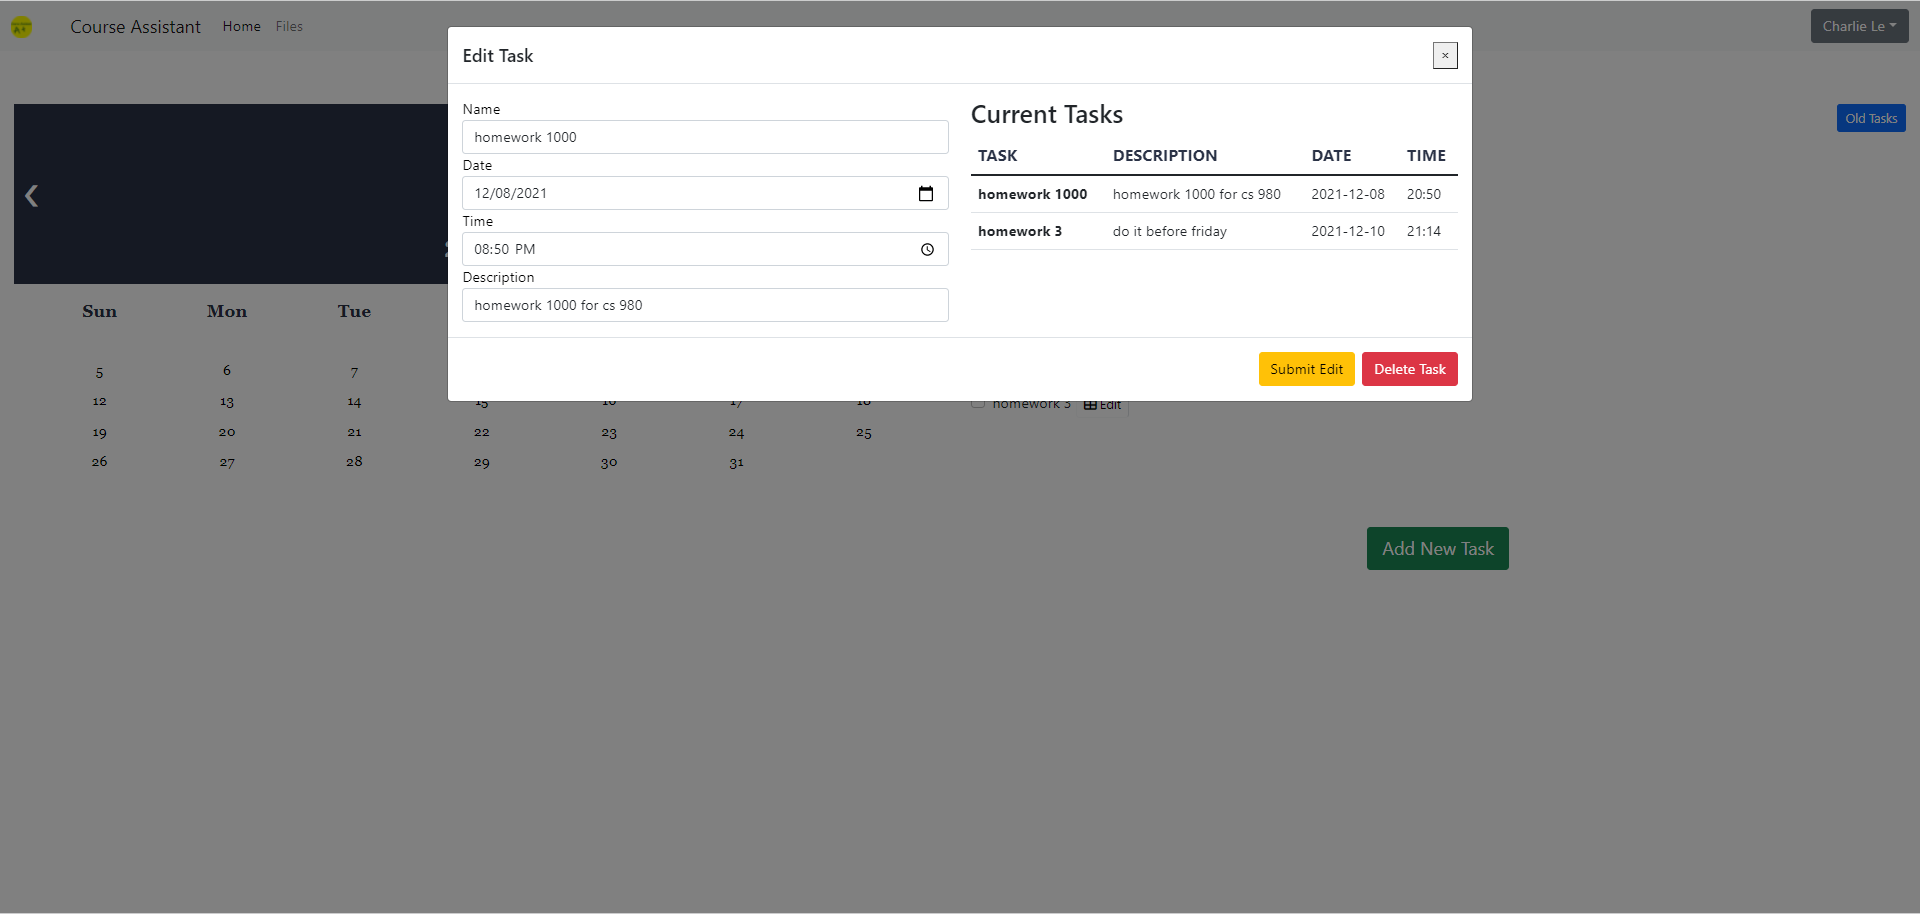 Course Assistant Home Files Charlie Le
Edit Task ×
Name
homework 1000
Date
12/08/2021
Time
08:50 PM
Description
homework 1000 for cs 980
Current Tasks
TASK DESCRIPTION DATE TIME
homework 1000 homework 1000 for cs 980 2021-12-08 20:50
homework 3 do it before friday 2021-12-10 21:14
Submit Edit Delete Task
Old Tasks
Sun Mon Tue
5 6 7
12 13 14 15 16 17 18
19 20 21 22 23 24 25
26 27 28 29 30 31
homework 3 Edit
Add New Task